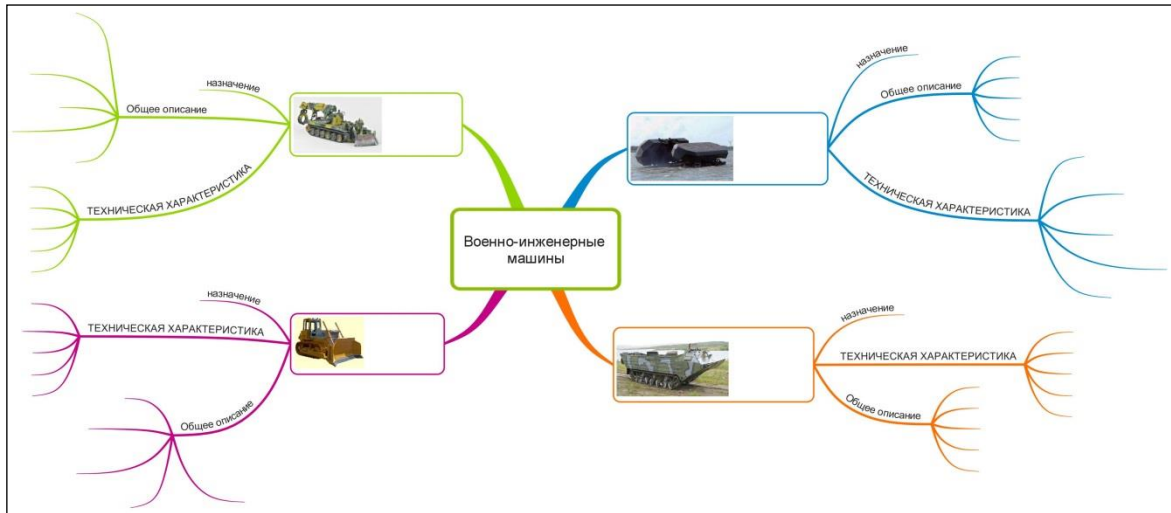 назначение
Общее описание
ТЕХНИЧЕСКАЯ ХАРАКТЕРИСТИКА
назначение
Общее описание
ТЕХНИЧЕСКАЯ ХАРАКТЕРИСТИКА
Военно-инженерные
машины
назначение
ТЕХНИЧЕСКАЯ ХАРАКТЕРИСТИКА
Общее описание
назначение
ТЕХНИЧЕСКАЯ ХАРАКТЕРИСТИКА
Общее описание